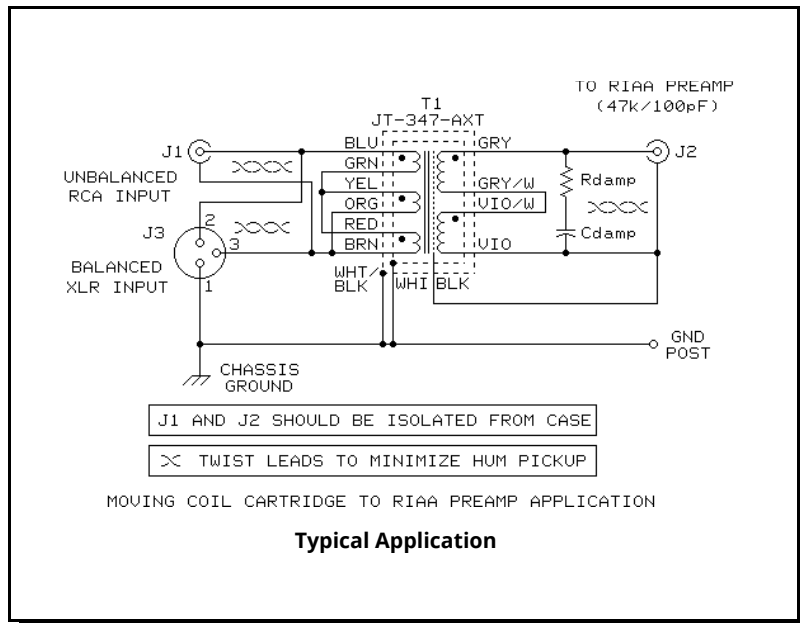 TO RIAA PREAMP
(47k/100pF)
T1
JT-347-AXT
J1
BLU
GRY
J2
GRN
UNBALANCED
RCA INPUT
YEL
GRY/W
Rdamp
ORG
VIO/W
2
RED
J3
3
BRN
VIO
Cdamp
BALANCED
XLR INPUT
WHT/
BLK
WHI
BLK
1
GND
POST
CHASSIS
GROUND
J1 AND J2 SHOULD BE ISOLATED FROM CASE
TWIST LEADS TO MINIMIZE HUM PICKUP
MOVING COIL CARTRIDGE TO RIAA PREAMP APPLICATION
Typical Application